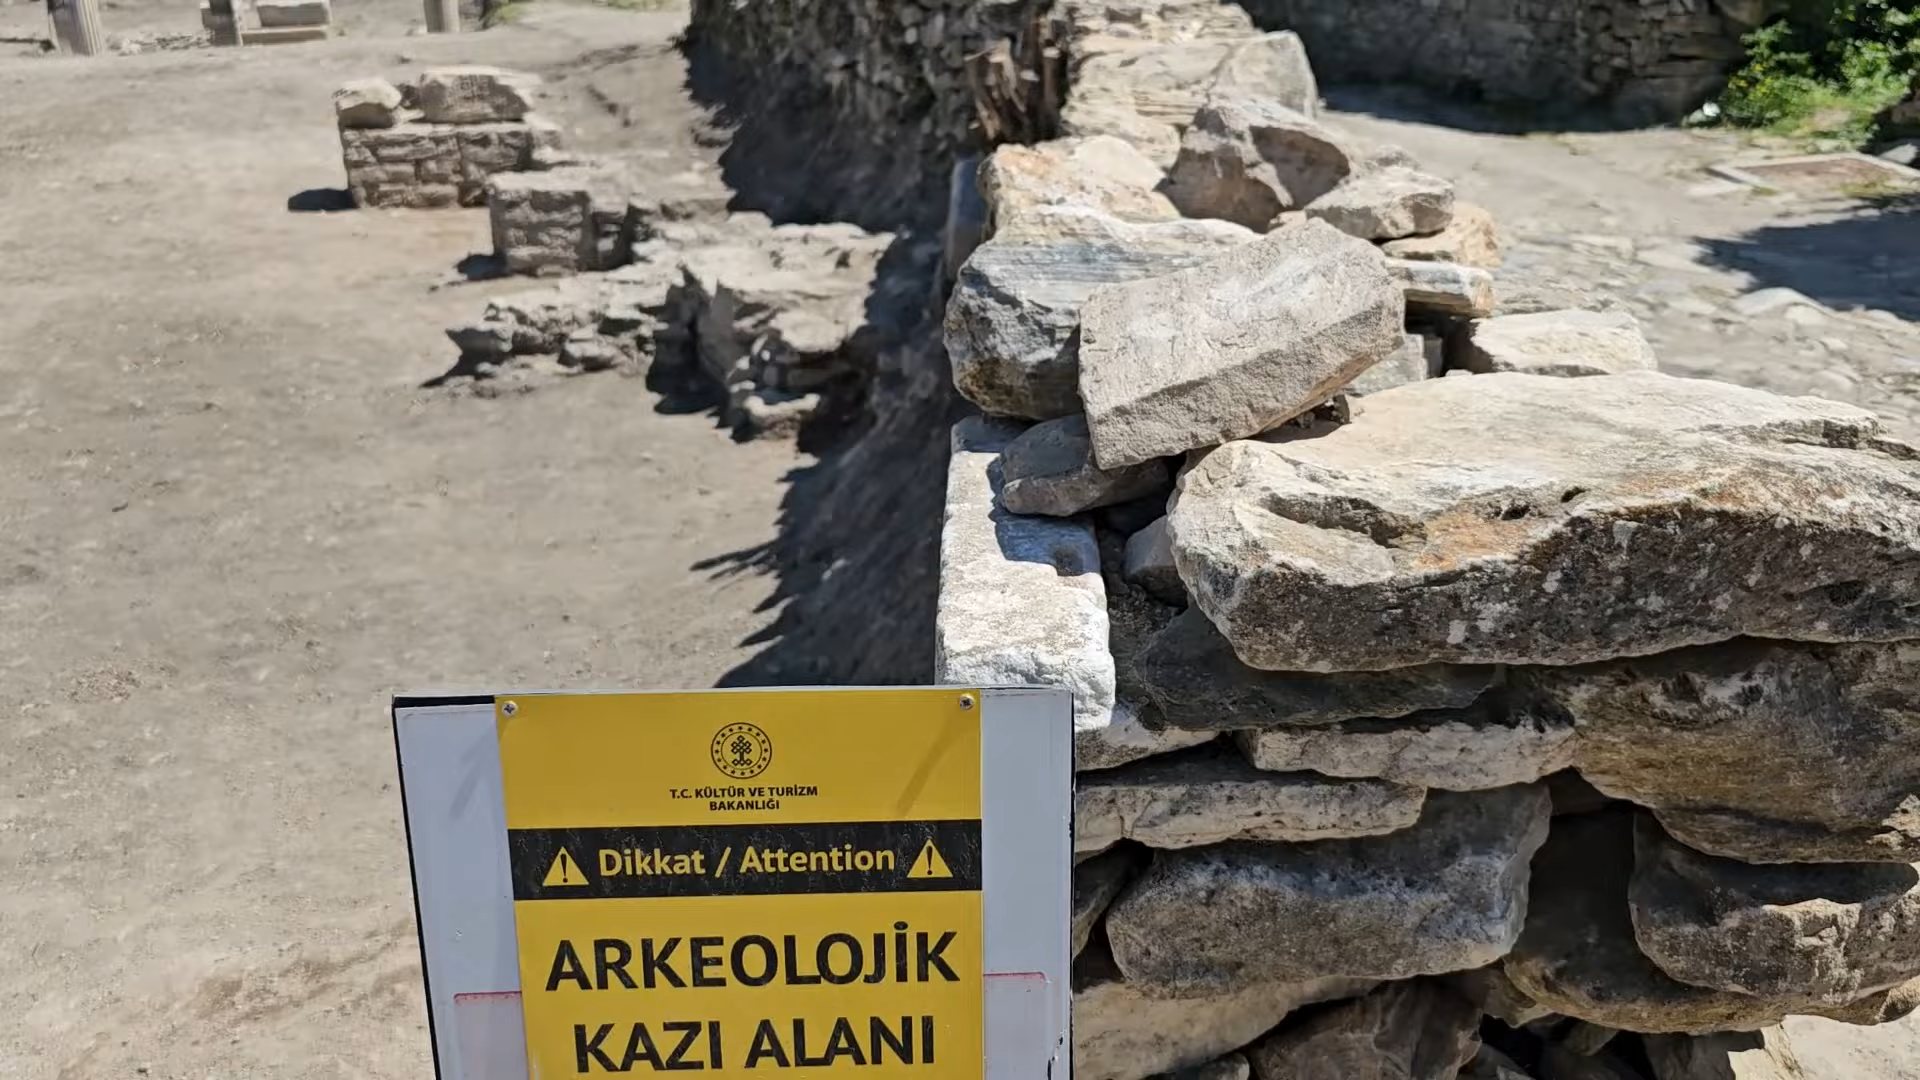 T.C. KÜLTÜR VE TURİZM
BAKANLIĞI
Dikkat / Attention
ARKEOLOJİK
KAZI ALANI